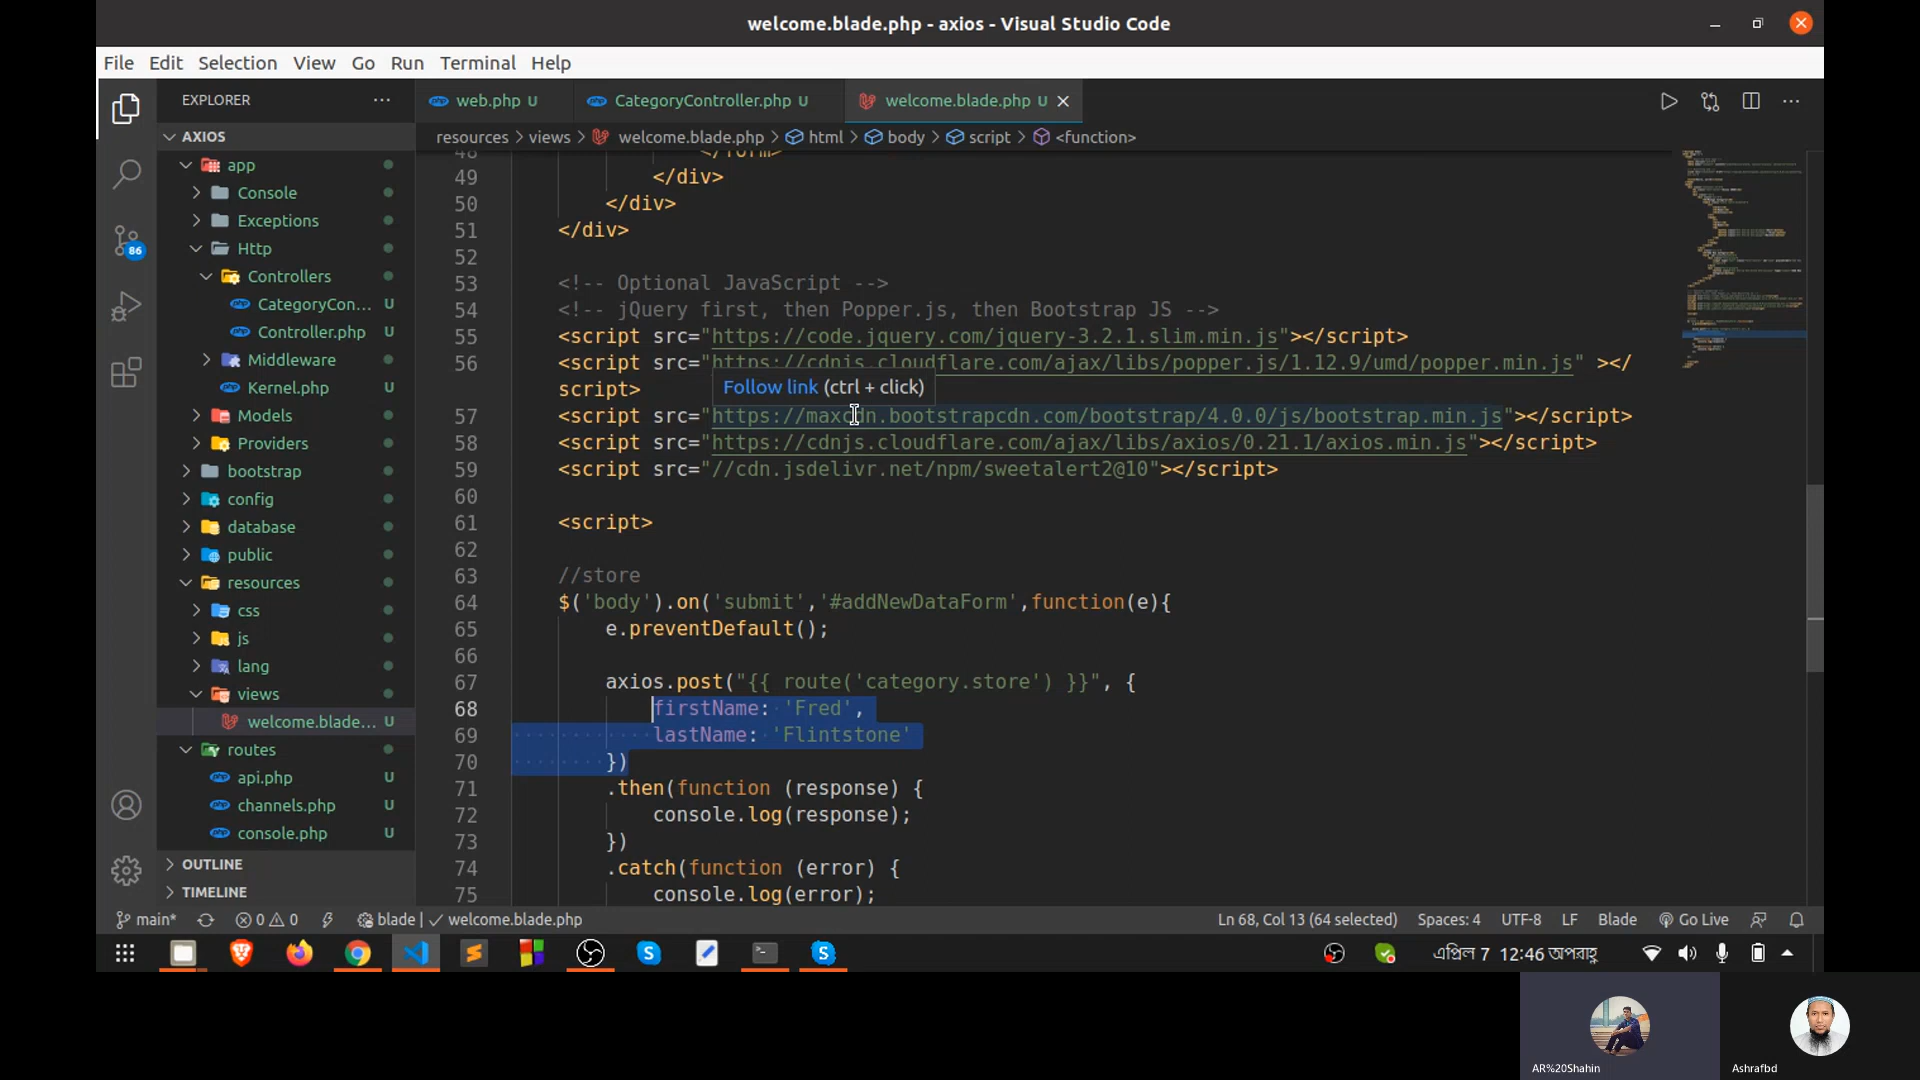 welcome.blade.php - axios - Visual Studio Code
File Edit Selection View Go Run Terminal Help
EXPLORER ···
web.php U
CategoryController.php U
welcome.blade.php U
AXIOS
resources > views > welcome.blade.php > html > body > script > <function>
app
Console
Exceptions
Http
Controllers
CategoryCon... U
Controller.php U
Middleware
Kernel.php U
Models
Providers
bootstrap
config
database
public
resources
css
js
lang
views
welcome.blade... U
routes
api.php U
channels.php U
console.php U
OUTLINE
TIMELINE
48 </form>
49 </div>
50 </div>
51 </div>
52
53 <!-- Optional JavaScript -->
54 <!-- jQuery first, then Popper.js, then Bootstrap JS -->
55 <script src="https://code.jquery.com/jquery-3.2.1.slim.min.js"></script>
56 <script src="https://cdnjs.cloudflare.com/ajax/libs/popper.js/1.12.9/umd/popper.min.js" ></
script>
Follow link (ctrl + click)
57 <script src="https://maxcdn.bootstrapcdn.com/bootstrap/4.0.0/js/bootstrap.min.js"></script>
58 <script src="https://cdnjs.cloudflare.com/ajax/libs/axios/0.21.1/axios.min.js"></script>
59 <script src="//cdn.jsdelivr.net/npm/sweetalert2@10"></script>
60
61 <script>
62
63 //store
64 $('body').on('submit','#addNewDataForm',function(e){
65 e.preventDefault();
66
67 axios.post("{{ route('category.store') }}", {
68 firstName: 'Fred',
69 lastName: 'Flintstone'
70 })
71 .then(function (response) {
72 console.log(response);
73 })
74 .catch(function (error) {
75 console.log(error);
86
main* 0 0 blade | welcome.blade.php Ln 68, Col 13 (64 selected) Spaces: 4 UTF-8 LF Blade Go Live
এপ্রিল 7 12:46 অপরাহ্ণ
AR%20Shahin
Ashrafbd